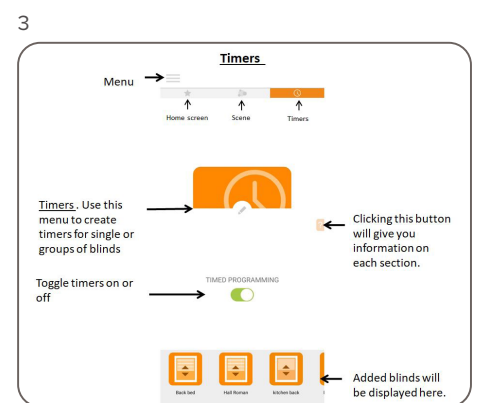 3
Timers
Menu
Home screen
Scene
Timers
Timers . Use this
menu to create
timers for single or
groups of blinds
Clicking this button
will give you
information on
each section.
TIMED PROGRAMMING
Toggle timers on or
off
Added blinds will
be displayed here.
Back bed
Hall Roman
kitchen back